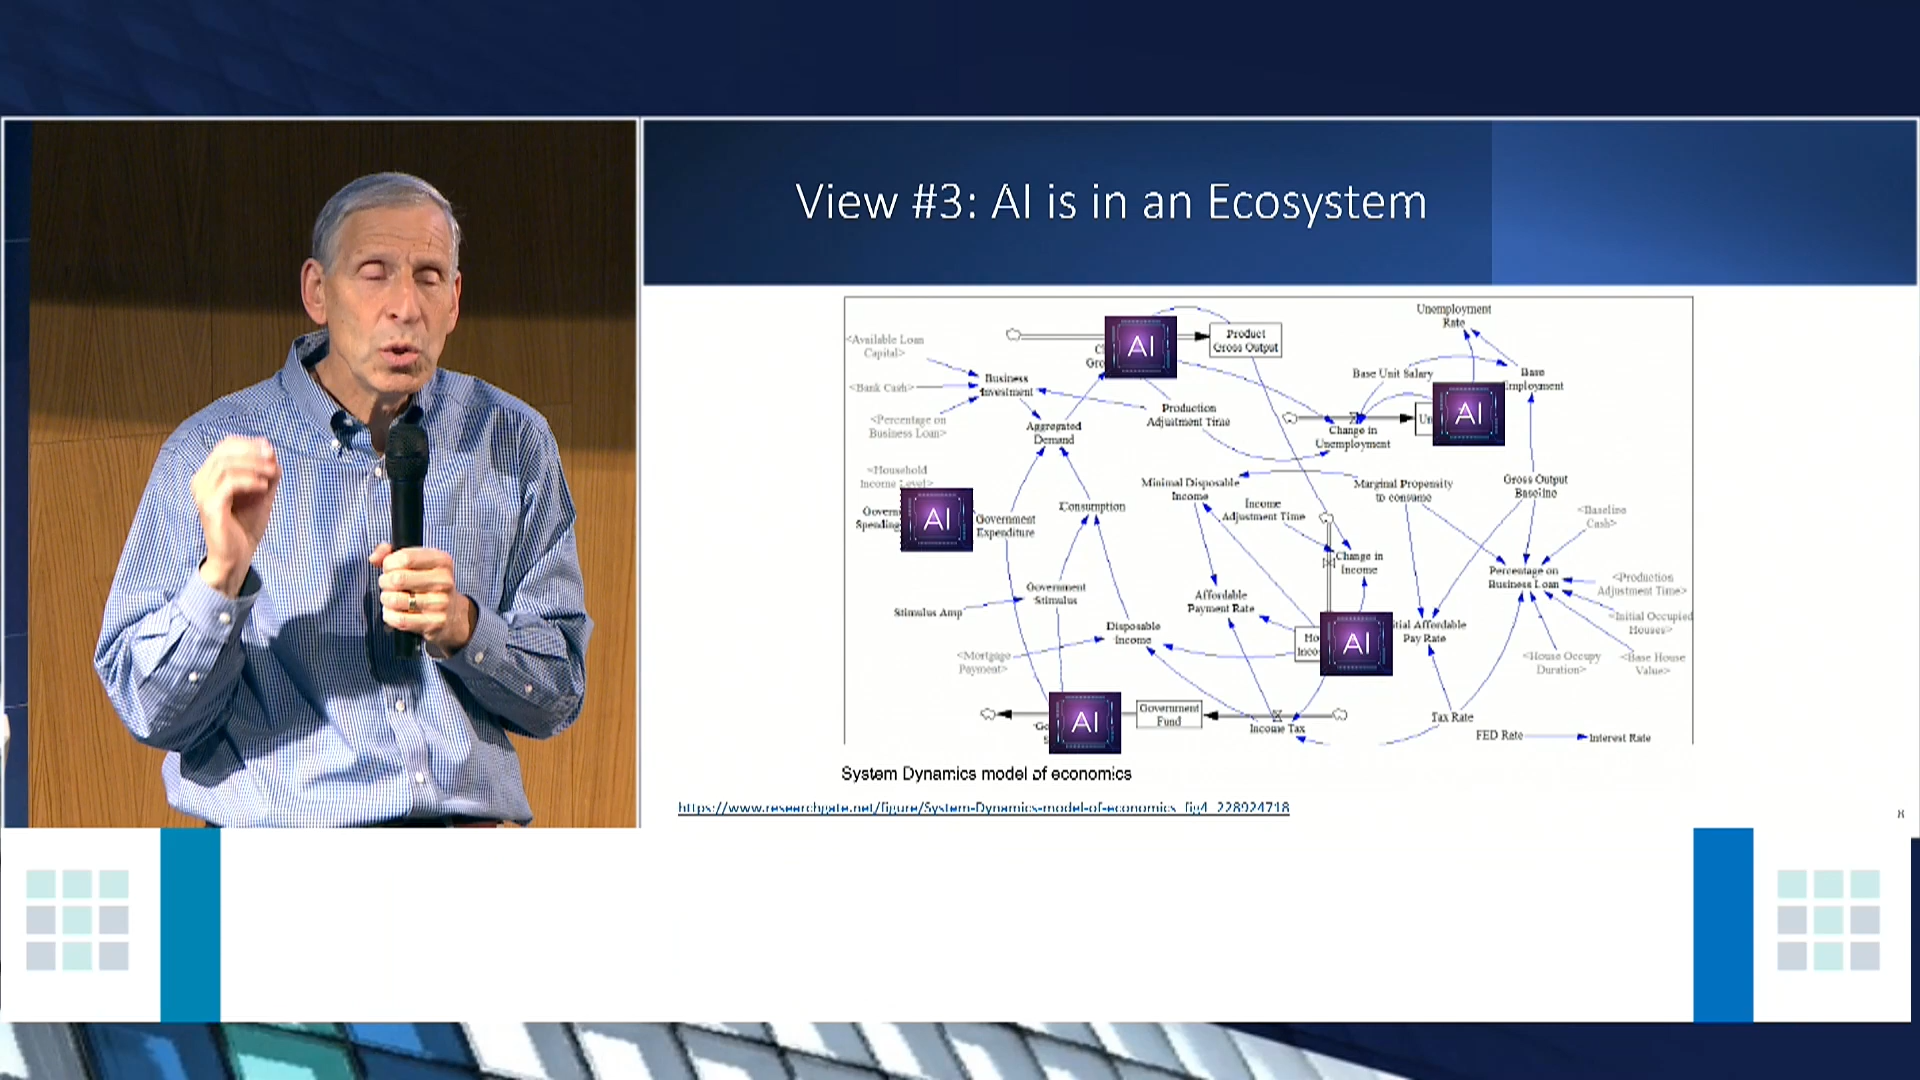 View #3: AI is in an Ecosystem
Unemployment
Rate
<Available Loan
Capital>
AI
Product
Gross Output
Base Unit Salary
Base
Employment
<Bank Cash>
Business
Investment
AI
<Percentage on
Business Loan>
Production
Adjustment Time
Aggregated
Demand
Change in
Unemployment
<Household
Income Level>
Minimal Disposable
Income
Marginal Propensity
to consume
Gross Output
Baseline
AI
Government
Expenditure
Consumption
Income
Adjustment Time
<Baseline
Cash>
Change in
Income
Percentage on
Business Loan
<Production
Adjustment Time>
Government
Stimulus
Stimulus Amp
Affordable
Payment Rate
<Initial Occupied
Houses>
Disposable
Income
AI
Affordable
Pay Rate
<Mortgage
Payment>
<House Occupy
Duration>
<Base House
Value>
AI
Government
Fund
Income Tax
Tax Rate
FED Rate
Interest Rate
System Dynamics model of economics
https://www.researchgate.net/figure/System-Dynamics-model-of-economics_fig4_228924718
8